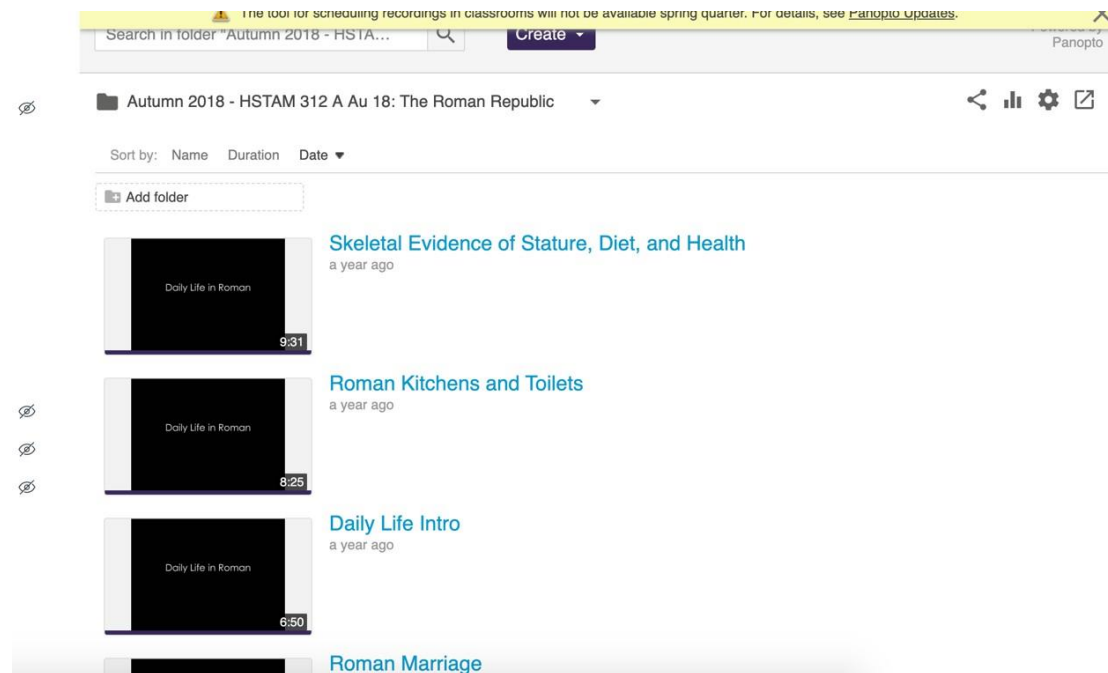 The tool for scheduling recordings in classrooms will not be available spring quarter. For details, see Panopto Updates.
Search in folder "Autumn 2018 - HSTA...
Create
Powered by
Panopto
Autumn 2018 - HSTAM 312 A Au 18: The Roman Republic
Sort by: Name Duration Date
Add folder
Skeletal Evidence of Stature, Diet, and Health
a year ago
Daily Life in Roman
9:31
Roman Kitchens and Toilets
a year ago
Daily Life in Roman
8:25
Daily Life Intro
a year ago
Daily Life in Roman
6:50
Roman Marriage